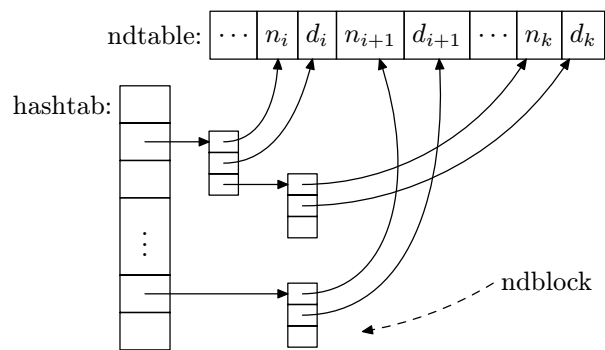 ndtable: ⋯ n_i d_i n_{i+1} d_{i+1} ⋯ n_k d_k
hashtab:
⋮
ndblock